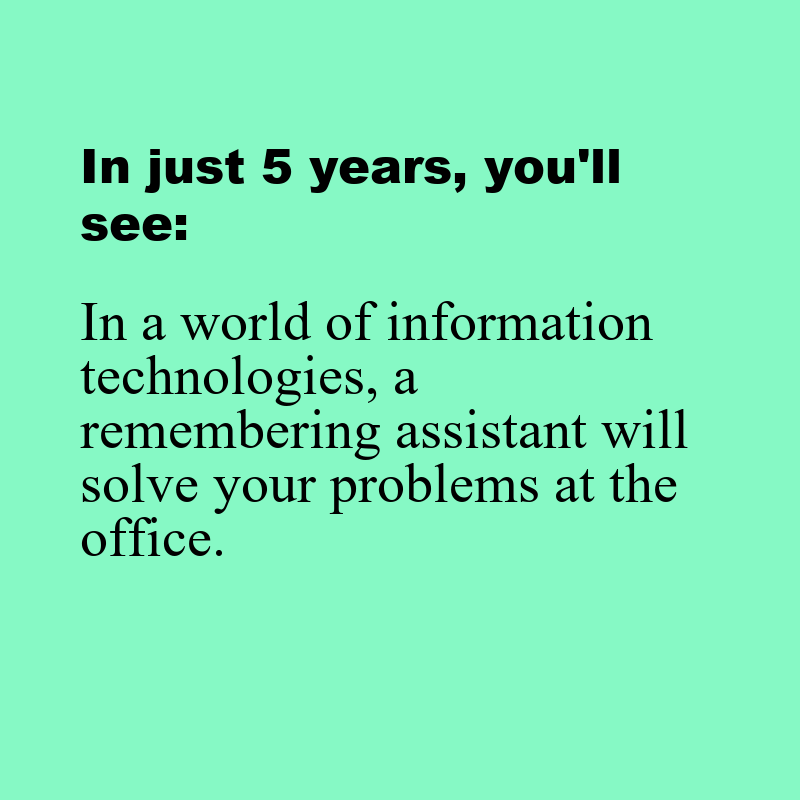 In just 5 years, you'll
see:
In a world of information
technologies, a
remembering assistant will
solve your problems at the
office.